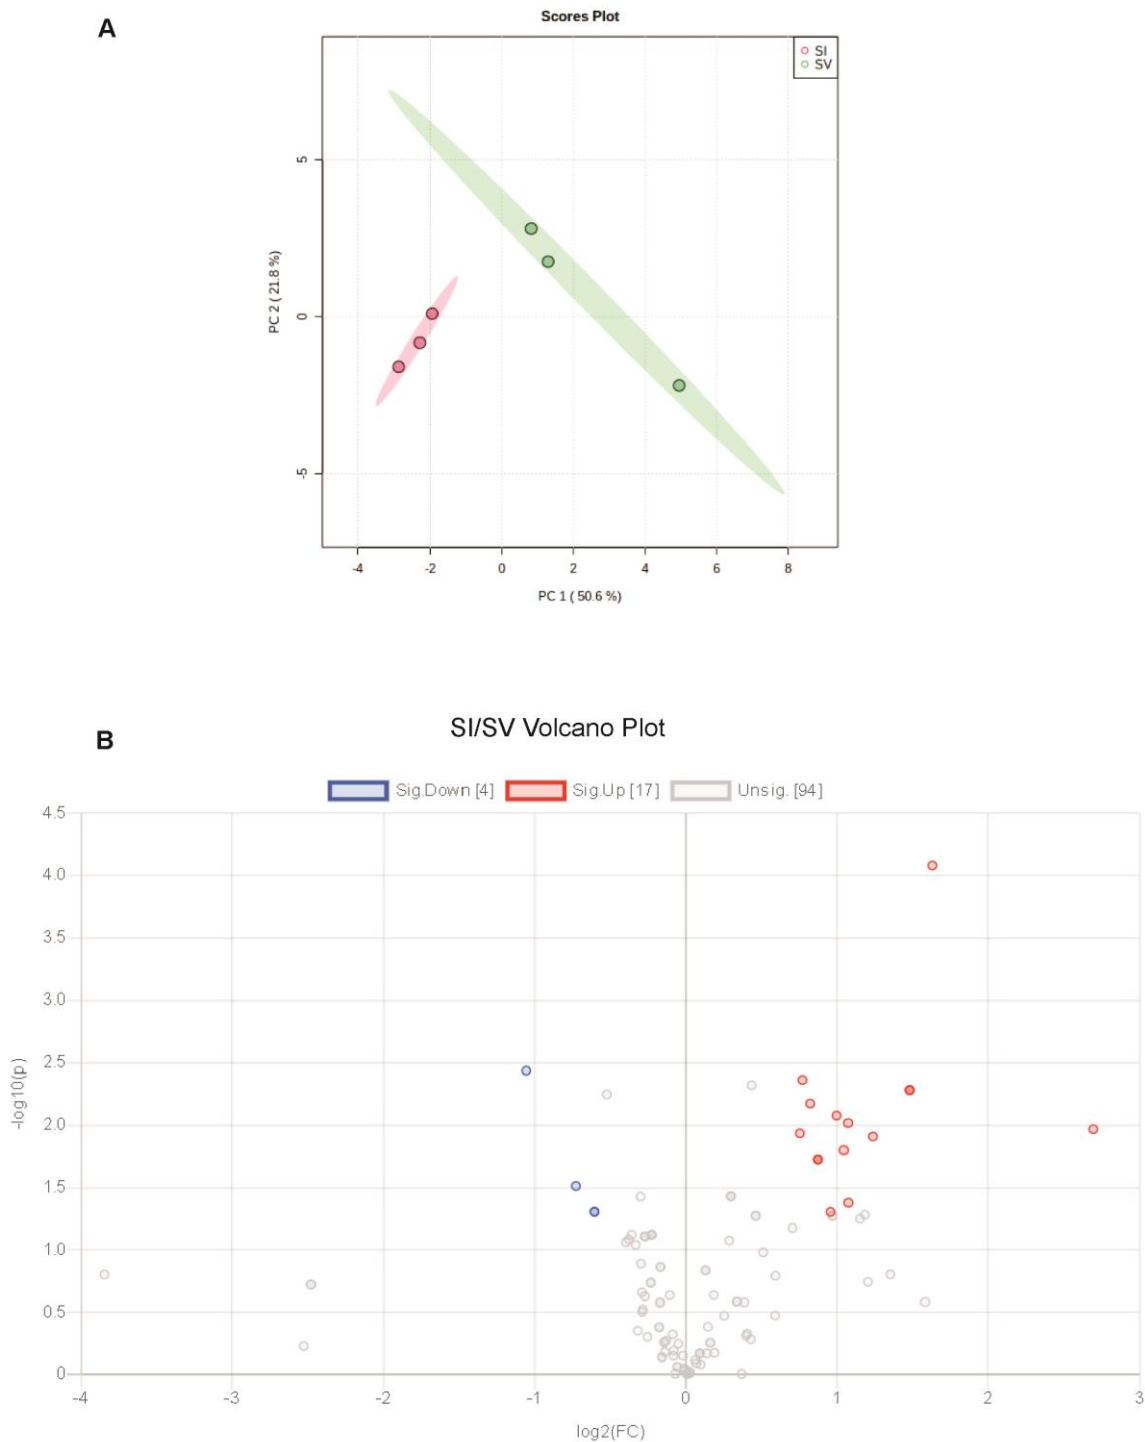 A
Scores Plot
SI
SV
5
0
-5
PC 2 ( 21.8 %)
-4 -2 0 2 4 6 8
PC 1 ( 50.6 %)
B
SI/SV Volcano Plot
Sig.Down [4] Sig.Up [17] Unsig. [94]
4.5
4.0
3.5
3.0
2.5
2.0
1.5
1.0
0.5
0
-log10(p)
-4 -3 -2 -1 0 1 2 3
log2(FC)